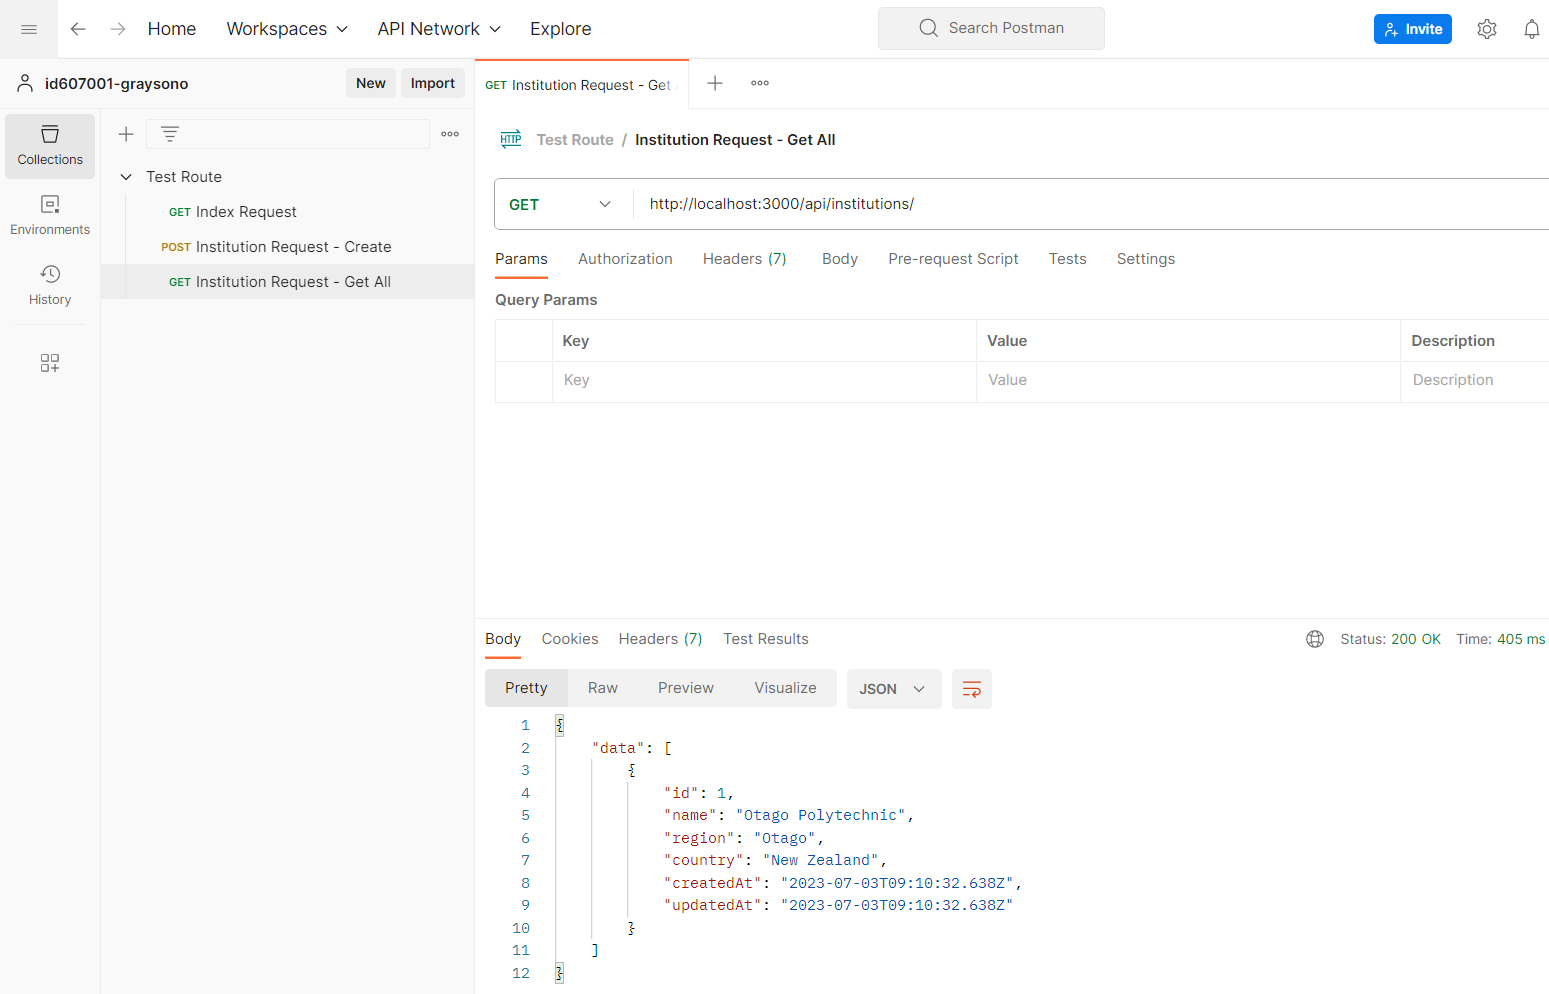 Home Workspaces API Network Explore Search Postman Invite
id607001-graysono New Import
GET Institution Request - Get
Collections
Environments
History
Test Route
GET Index Request
POST Institution Request - Create
GET Institution Request - Get All
HTTP Test Route / Institution Request - Get All
GET http://localhost:3000/api/institutions/
Params Authorization Headers (7) Body Pre-request Script Tests Settings
Query Params
Key Value Description
Key Value Description
Body Cookies Headers (7) Test Results Status: 200 OK Time: 405 ms
Pretty Raw Preview Visualize JSON
1 {
2 "data": [
3 {
4 "id": 1,
5 "name": "Otago Polytechnic",
6 "region": "Otago",
7 "country": "New Zealand",
8 "createdAt": "2023-07-03T09:10:32.638Z",
9 "updatedAt": "2023-07-03T09:10:32.638Z"
10 }
11 ]
12 }